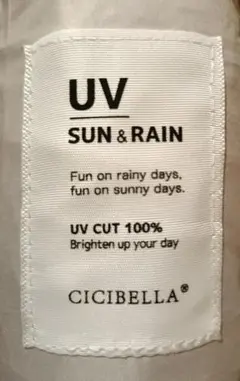 UV
SUN & RAIN
Fun on rainy days,
fun on sunny days.
UV CUT 100%
Brighten up your day
CICIBELLA®